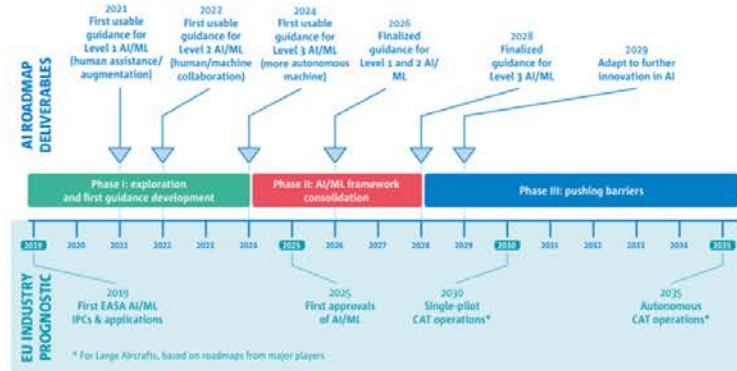 AI ROADMAP
DELIVERABLES
2021
First usable
guidance for
Level 1 AI/ML
(human assistance/
augmentation)
2022
First usable
guidance for
Level 2 AI/ML
(human/machine
collaboration)
2024
First usable
guidance for
Level 3 AI/ML
(more autonomous
machine)
2026
Finalized
guidance for
Level 1 and 2 AI/
ML
2028
Finalized
guidance for
Level 3 AI/ML
2029
Adapt to further
innovation in AI
Phase I: exploration
and first guidance development
Phase II: AI/ML framework
consolidation
Phase III: pushing barriers
2019 2020 2021 2022 2023 2024 2025 2026 2027 2028 2029 2030 2031 2032 2033 2034 2035
EU INDUSTRY
PROGNOSTIC
2019
First EASA AI/ML
IPCs & applications
2025
First approvals
of AI/ML
2030
Single-pilot
CAT operations*
2035
Autonomous
CAT operations*
* For Large Aircrafts, based on roadmaps from major players